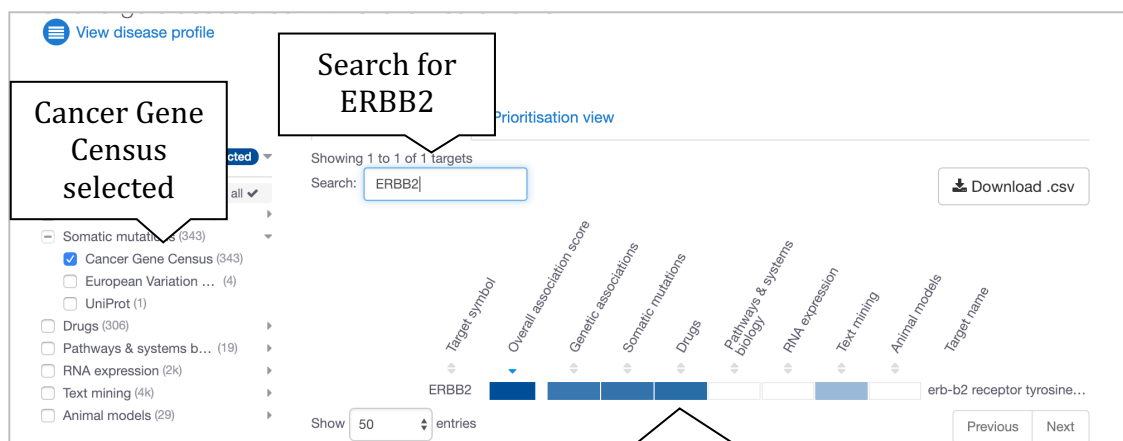 View disease profile
Search for
ERBB2
Cancer Gene
Census
selected
Prioritisation view
cted
all
Showing 1 to 1 of 1 targets
Search: ERBB2
Download .csv
Somatic mutations (343)
Cancer Gene Census (343)
European Variation ... (4)
UniProt (1)
Drugs (306)
Pathways & systems b... (19)
RNA expression (2k)
Text mining (4k)
Animal models (29)
Target symbol
Overall association score
Genetic associations
Somatic mutations
Drugs
Pathways & systems
biology
RNA expression
Text mining
Animal models
Target name
ERBB2
erb-b2 receptor tyrosine...
Show 50 entries
Previous Next